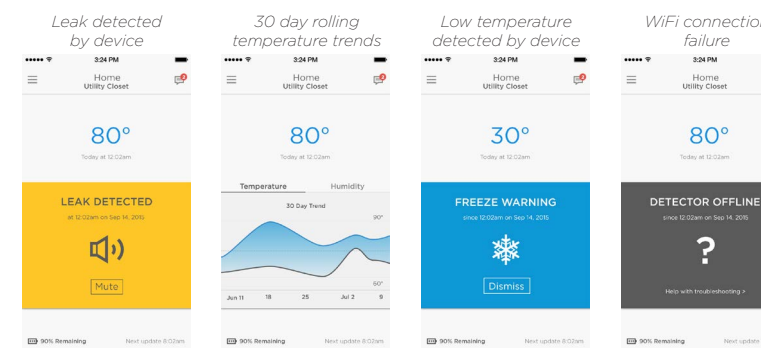 Leak detected
by device
3:24 PM
Home
Utility Closet
2
80°
Today at 12:02am
LEAK DETECTED
at 12:02am on Sep 14, 2015
Mute
90% Remaining
Next update 8:02am
30 day rolling
temperature trends
3:24 PM
Home
Utility Closet
2
80°
Today at 12:02am
Temperature
Humidity
30 Day Trend
90°
60°
Jun 11
18
25
Jul 2
9
90% Remaining
Next update 8:02am
Low temperature
detected by device
3:24 PM
Home
Utility Closet
2
30°
Today at 12:02am
FREEZE WARNING
since 12:02am on Sep 14, 2015
Dismiss
90% Remaining
Next update 8:02am
WiFi connection
failure
3:24 PM
Home
Utility Closet
80°
Today at 12:02am
DETECTOR OFFLINE
since 12:02am on Sep 14, 2015
?
Help with troubleshooting >
90% Remaining
Next update